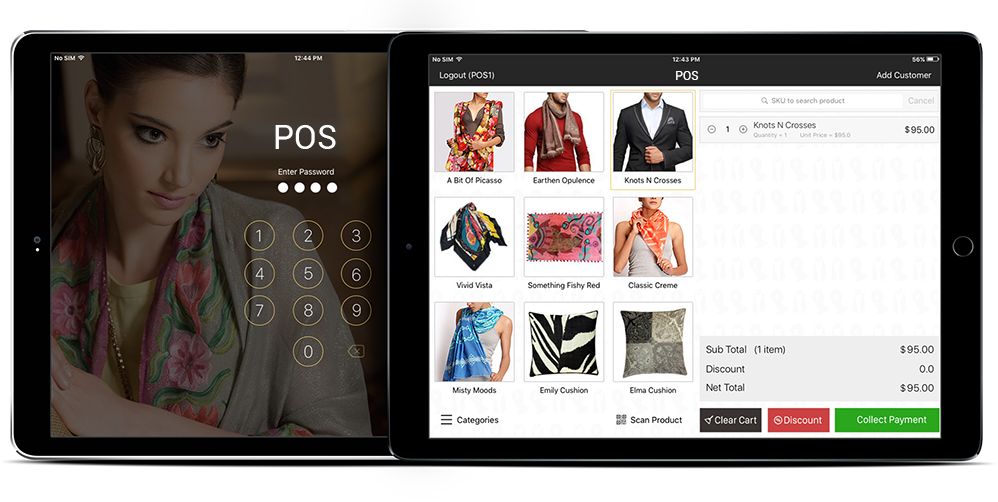 No SIM 12:44 PM
POS
Enter Password
1 2 3
4 5 6
7 8 9
0
No SIM 12:43 PM 56%
Logout (POS1) POS Add Customer
SKU to search product Cancel
1 Knots N Crosses $95.00
Quantity = 1 Unit Price = $95.0
A Bit Of Picasso Earthen Opulence Knots N Crosses
Vivid Vista Something Fishy Red Classic Creme
Misty Moods Emily Cushion Elma Cushion
Sub Total (1 item) $95.00
Discount 0.0
Net Total $95.00
Categories Scan Product Clear Cart Discount Collect Payment